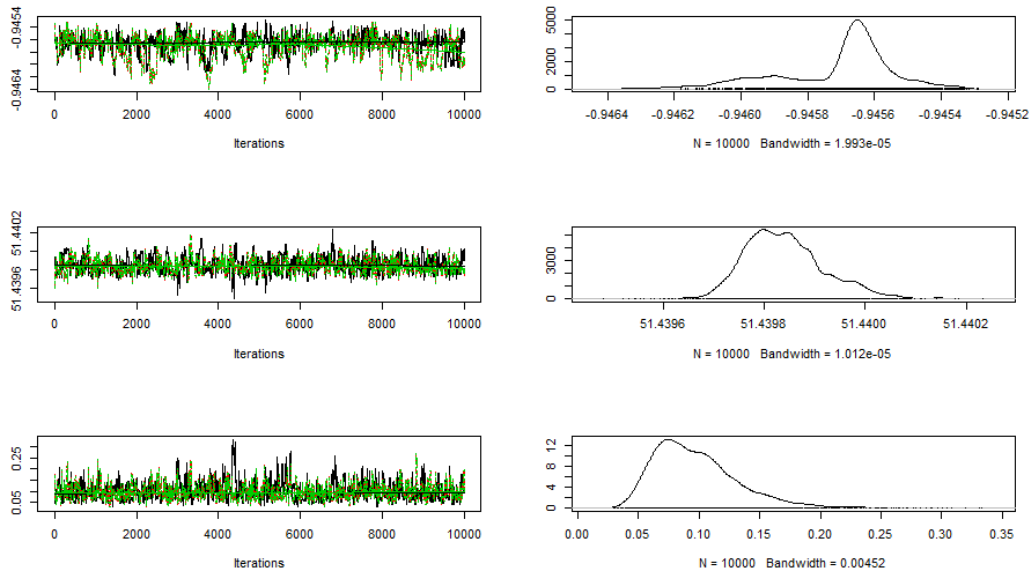 -0.9464 -0.9454
0 2000 4000 6000 8000 10000
Iterations
0 2000 5000
-0.9464 -0.9462 -0.9460 -0.9458 -0.9456 -0.9454 -0.9452
N = 10000 Bandwidth = 1.993e-05
51.4396 51.4402
0 2000 4000 6000 8000 10000
Iterations
0 3000
51.4396 51.4398 51.4400 51.4402
N = 10000 Bandwidth = 1.012e-05
0.05 0.25
0 2000 4000 6000 8000 10000
Iterations
0 4 8 12
0.00 0.05 0.10 0.15 0.20 0.25 0.30 0.35
N = 10000 Bandwidth = 0.00452